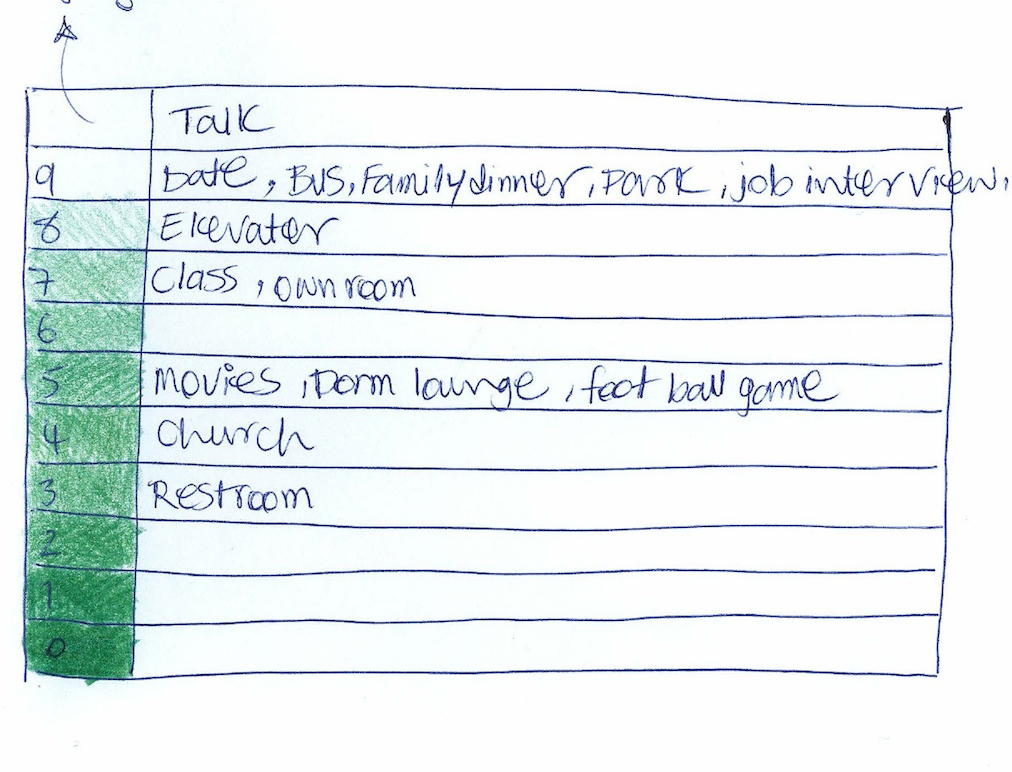 Talk
9 Date, Bus, Family dinner, Park, job interview,
8 Elevater
7 Class, own room
6
5 movies, Dorm lounge, foot ball game
4 church
3 Restroom
2
1
0